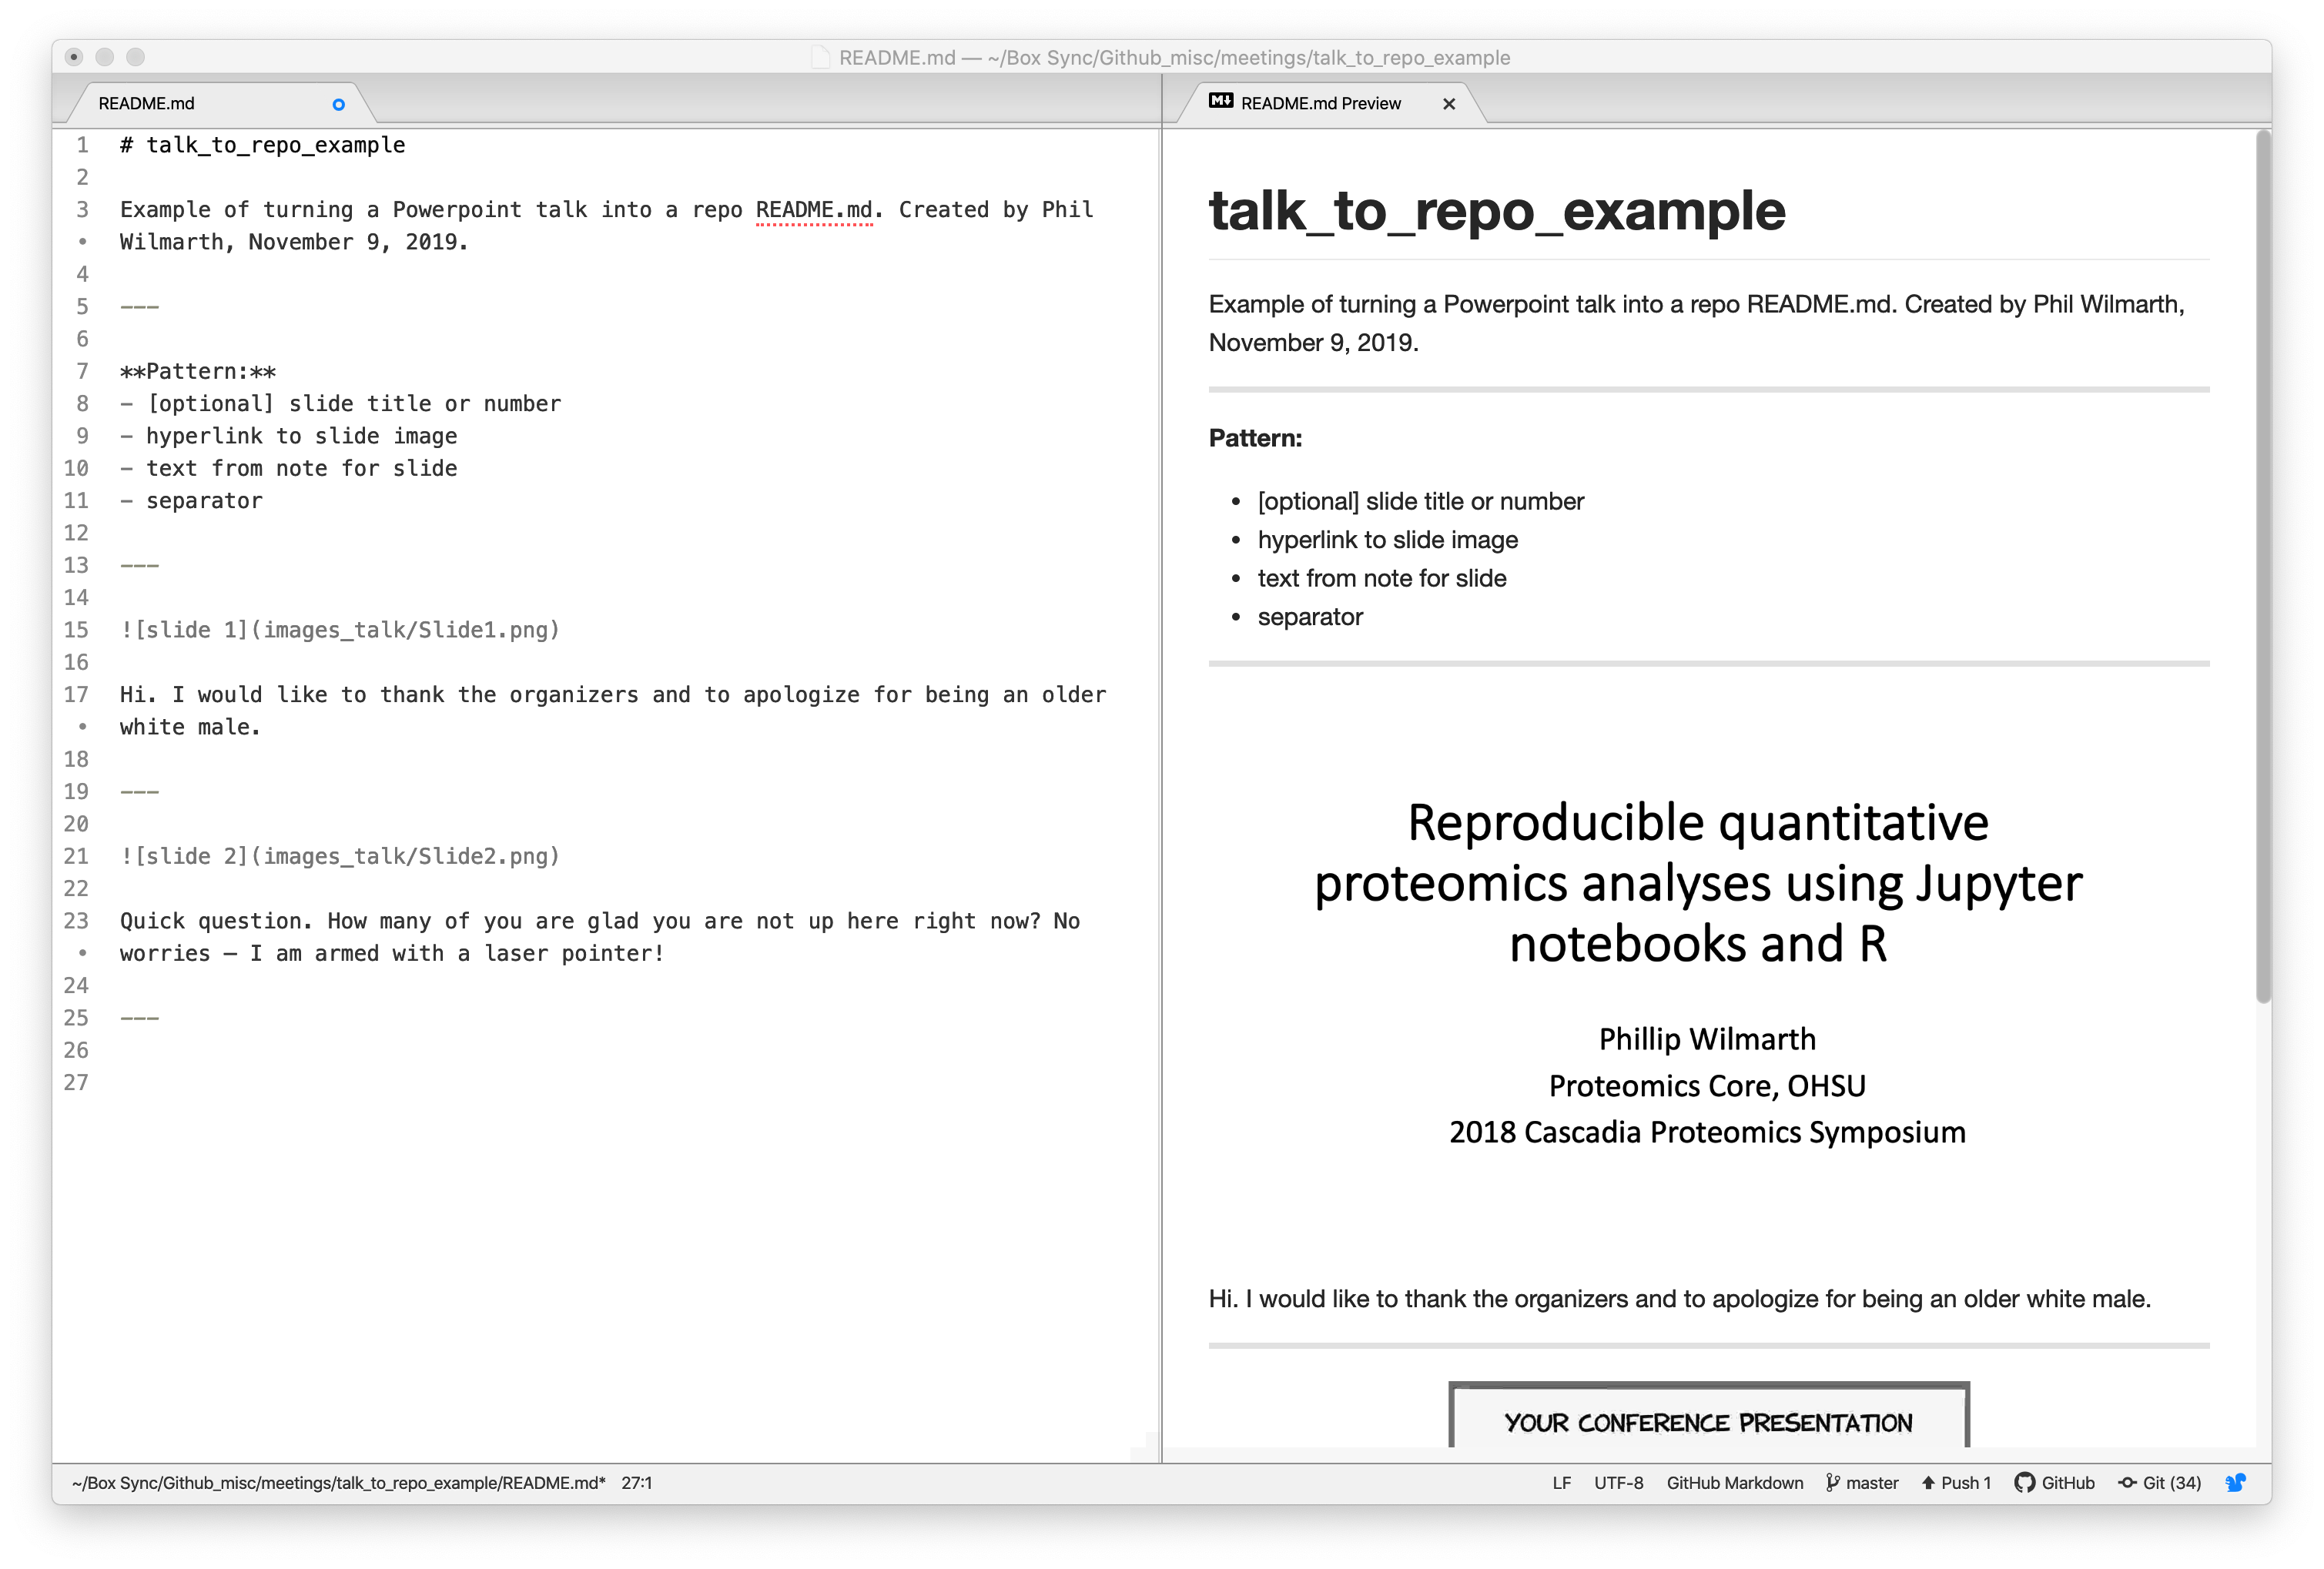 README.md — ~/Box Sync/Github_misc/meetings/talk_to_repo_example
README.md
1 # talk_to_repo_example
2
3 Example of turning a Powerpoint talk into a repo README.md. Created by Phil
• Wilmarth, November 9, 2019.
4
5 ---
6
7 **Pattern:**
8 - [optional] slide title or number
9 - hyperlink to slide image
10 - text from note for slide
11 - separator
12
13 ---
14
15 ![slide 1](images_talk/Slide1.png)
16
17 Hi. I would like to thank the organizers and to apologize for being an older
• white male.
18
19 ---
20
21 ![slide 2](images_talk/Slide2.png)
22
23 Quick question. How many of you are glad you are not up here right now? No
• worries – I am armed with a laser pointer!
24
25 ---
26
27
M↓ README.md Preview
talk_to_repo_example
Example of turning a Powerpoint talk into a repo README.md. Created by Phil Wilmarth,
November 9, 2019.
Pattern:
• [optional] slide title or number
• hyperlink to slide image
• text from note for slide
• separator
Reproducible quantitative
proteomics analyses using Jupyter
notebooks and R
Phillip Wilmarth
Proteomics Core, OHSU
2018 Cascadia Proteomics Symposium
Hi. I would like to thank the organizers and to apologize for being an older white male.
YOUR CONFERENCE PRESENTATION
~/Box Sync/Github_misc/meetings/talk_to_repo_example/README.md* 27:1
LF UTF-8 GitHub Markdown master Push 1 GitHub Git (34)